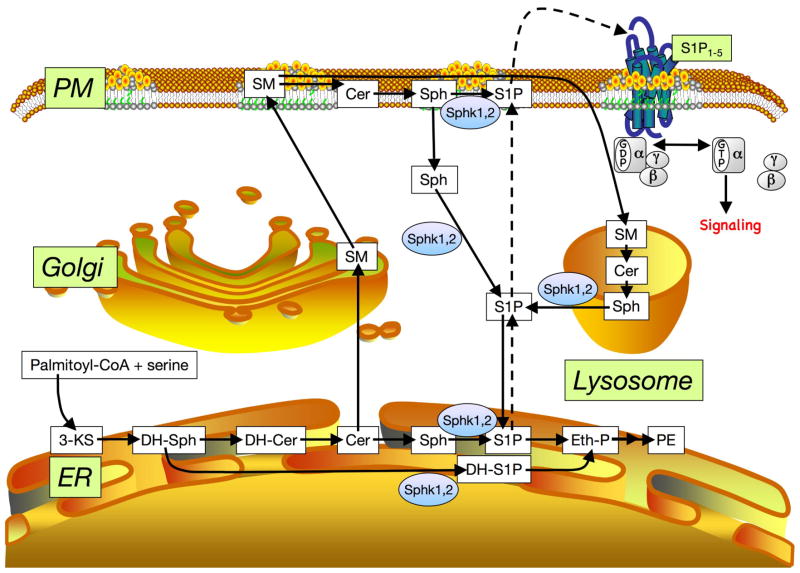 S1P1-5
PM
SM
Cer
Sph
S1P
Sphk1,2
GDP
α
γ
β
GTP
α
γ
β
Signaling
Sph
Sphk1,2
SM
Cer
Sph
Sphk1,2
S1P
Golgi
SM
Lysosome
Palmitoyl-CoA + serine
Sphk1,2
3-KS
DH-Sph
DH-Cer
Cer
Sph
S1P
Eth-P
PE
ER
DH-S1P
Sphk1,2